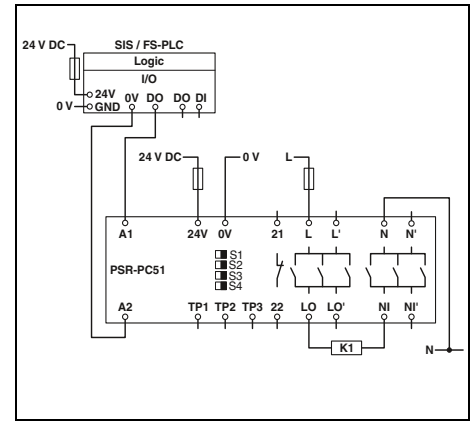 24 V DC
SIS / FS-PLC
Logic
I/O
24V
0V DO DO DI
0 V GND
24 V DC 0 V L
A1 24V 0V 21 L L' N N'
S1
PSR-PC51 S2
S3
S4
A2 TP1 TP2 TP3 22 LO LO' NI NI'
K1 N